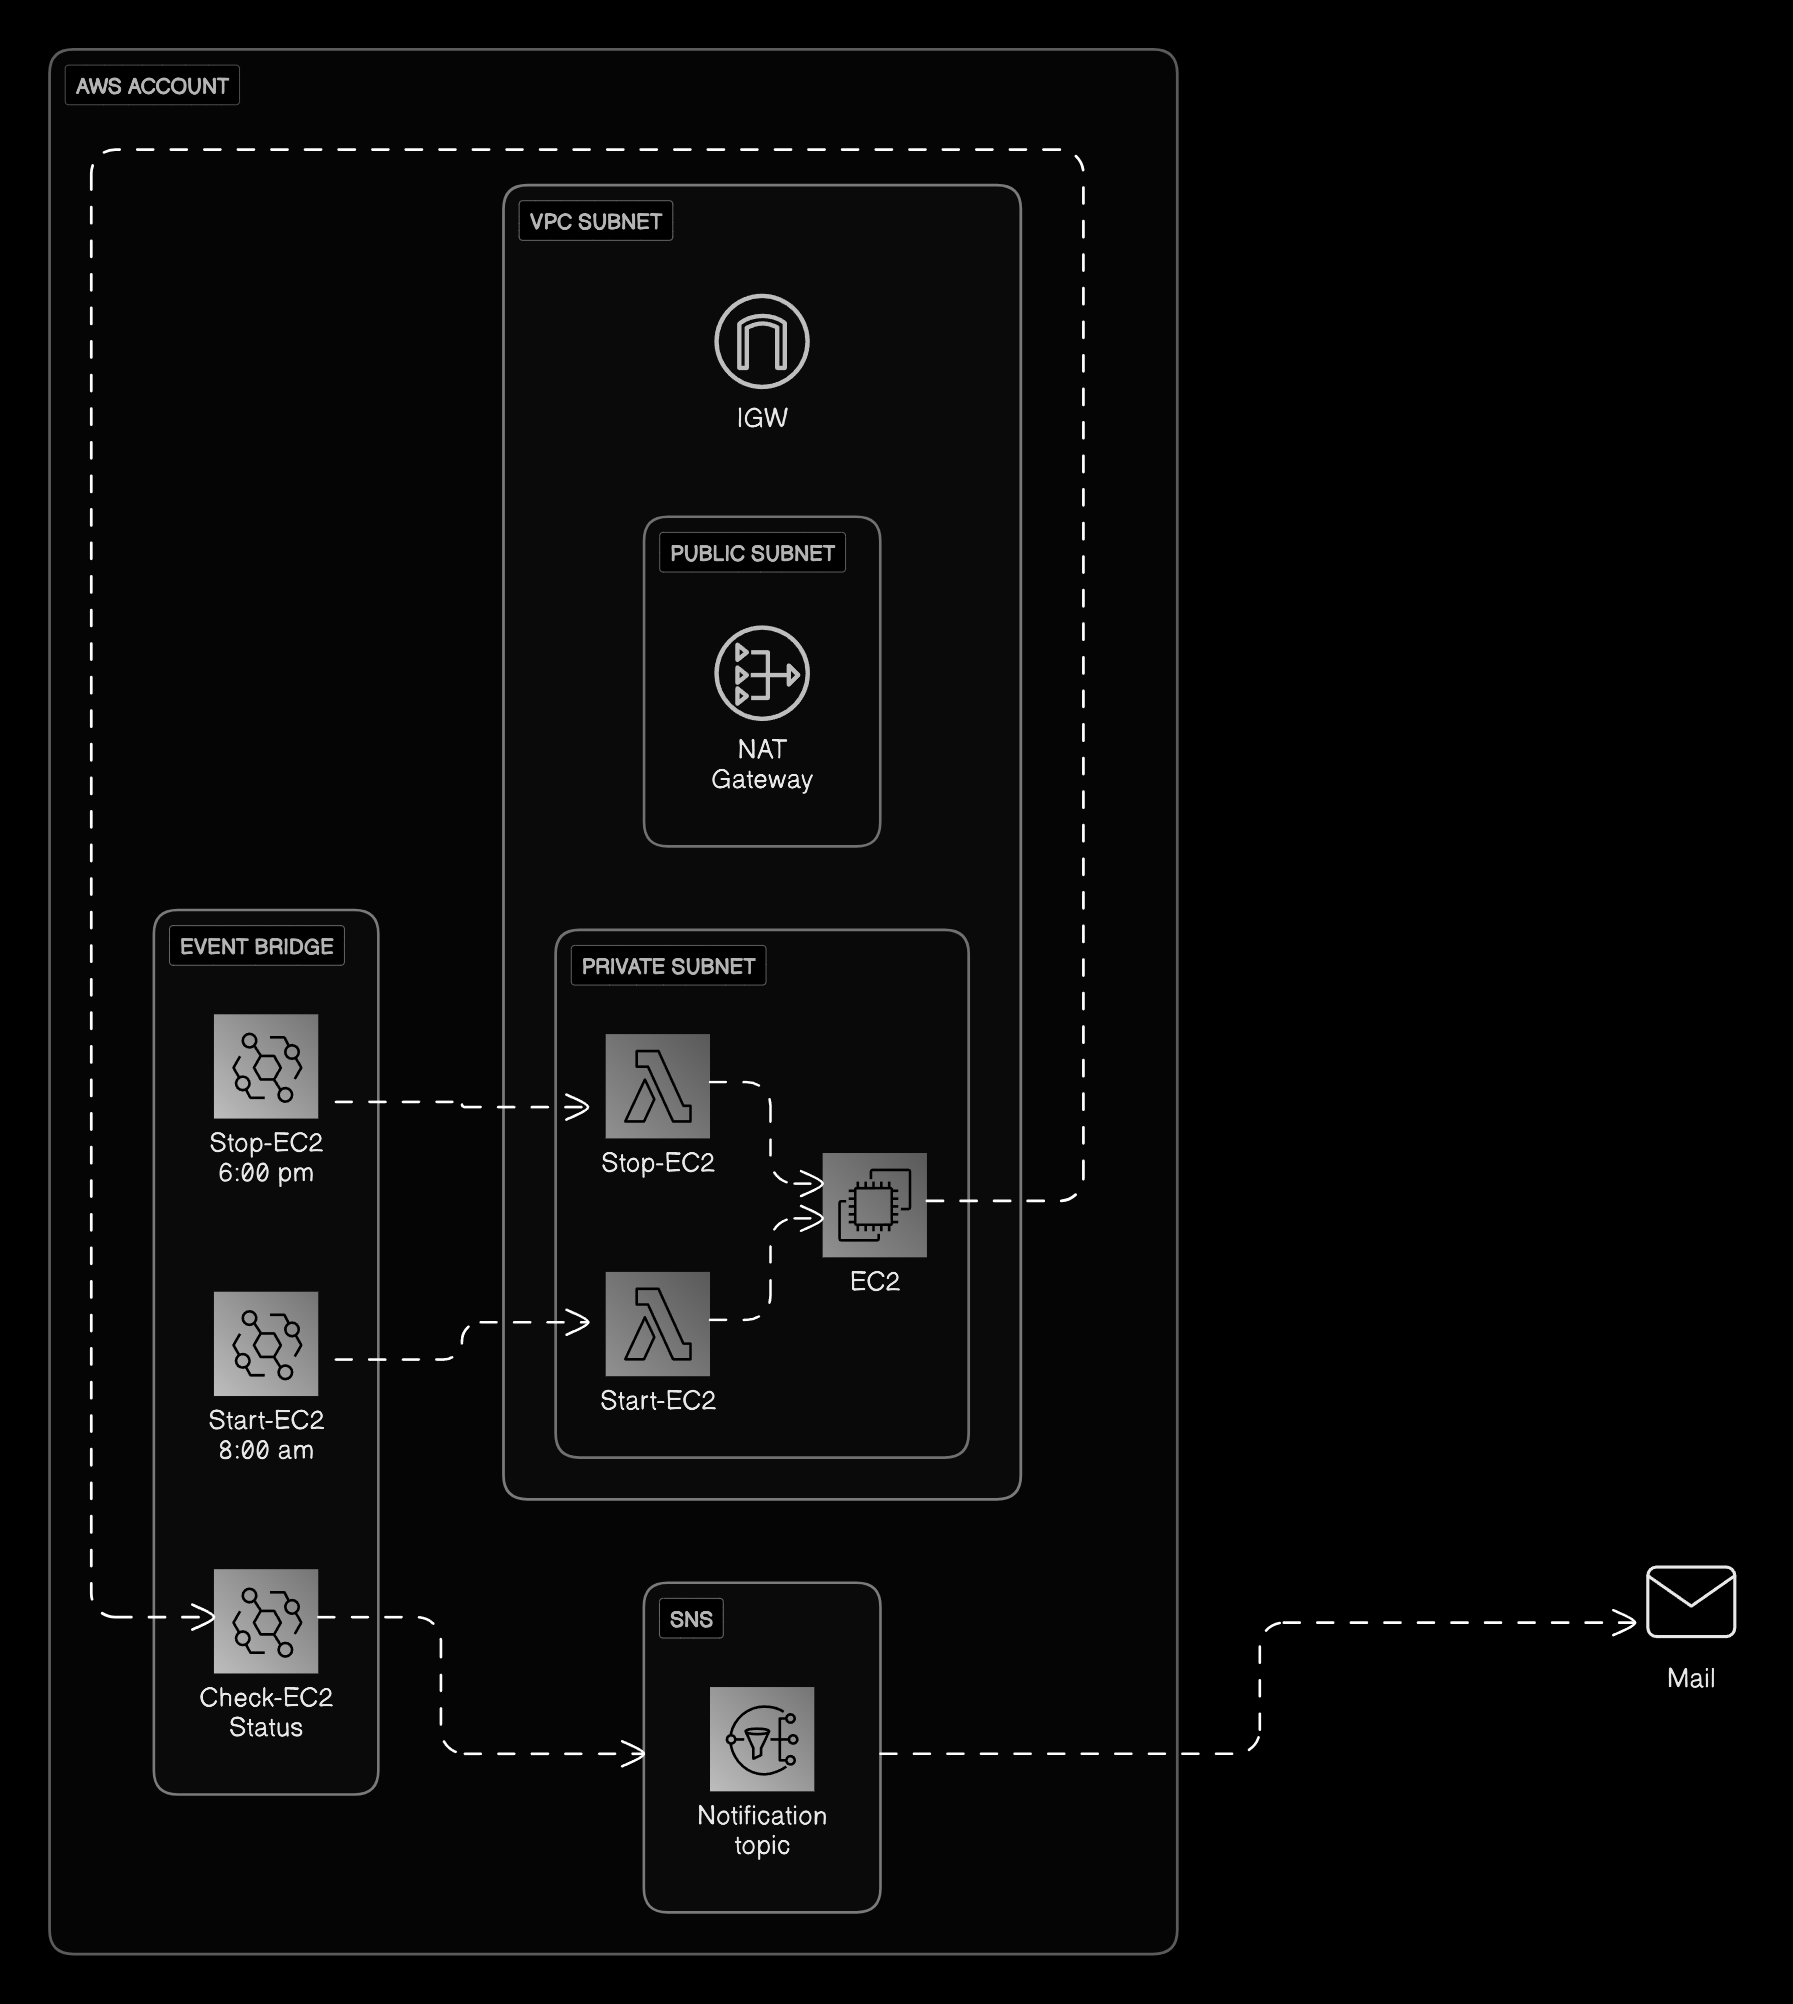 AWS ACCOUNT
VPC SUBNET
IGW
PUBLIC SUBNET
NAT
Gateway
EVENT BRIDGE
PRIVATE SUBNET
Stop-EC2
6:00 pm
Stop-EC2
EC2
Start-EC2
8:00 am
Start-EC2
Check-EC2
Status
SNS
Notification
topic
Mail